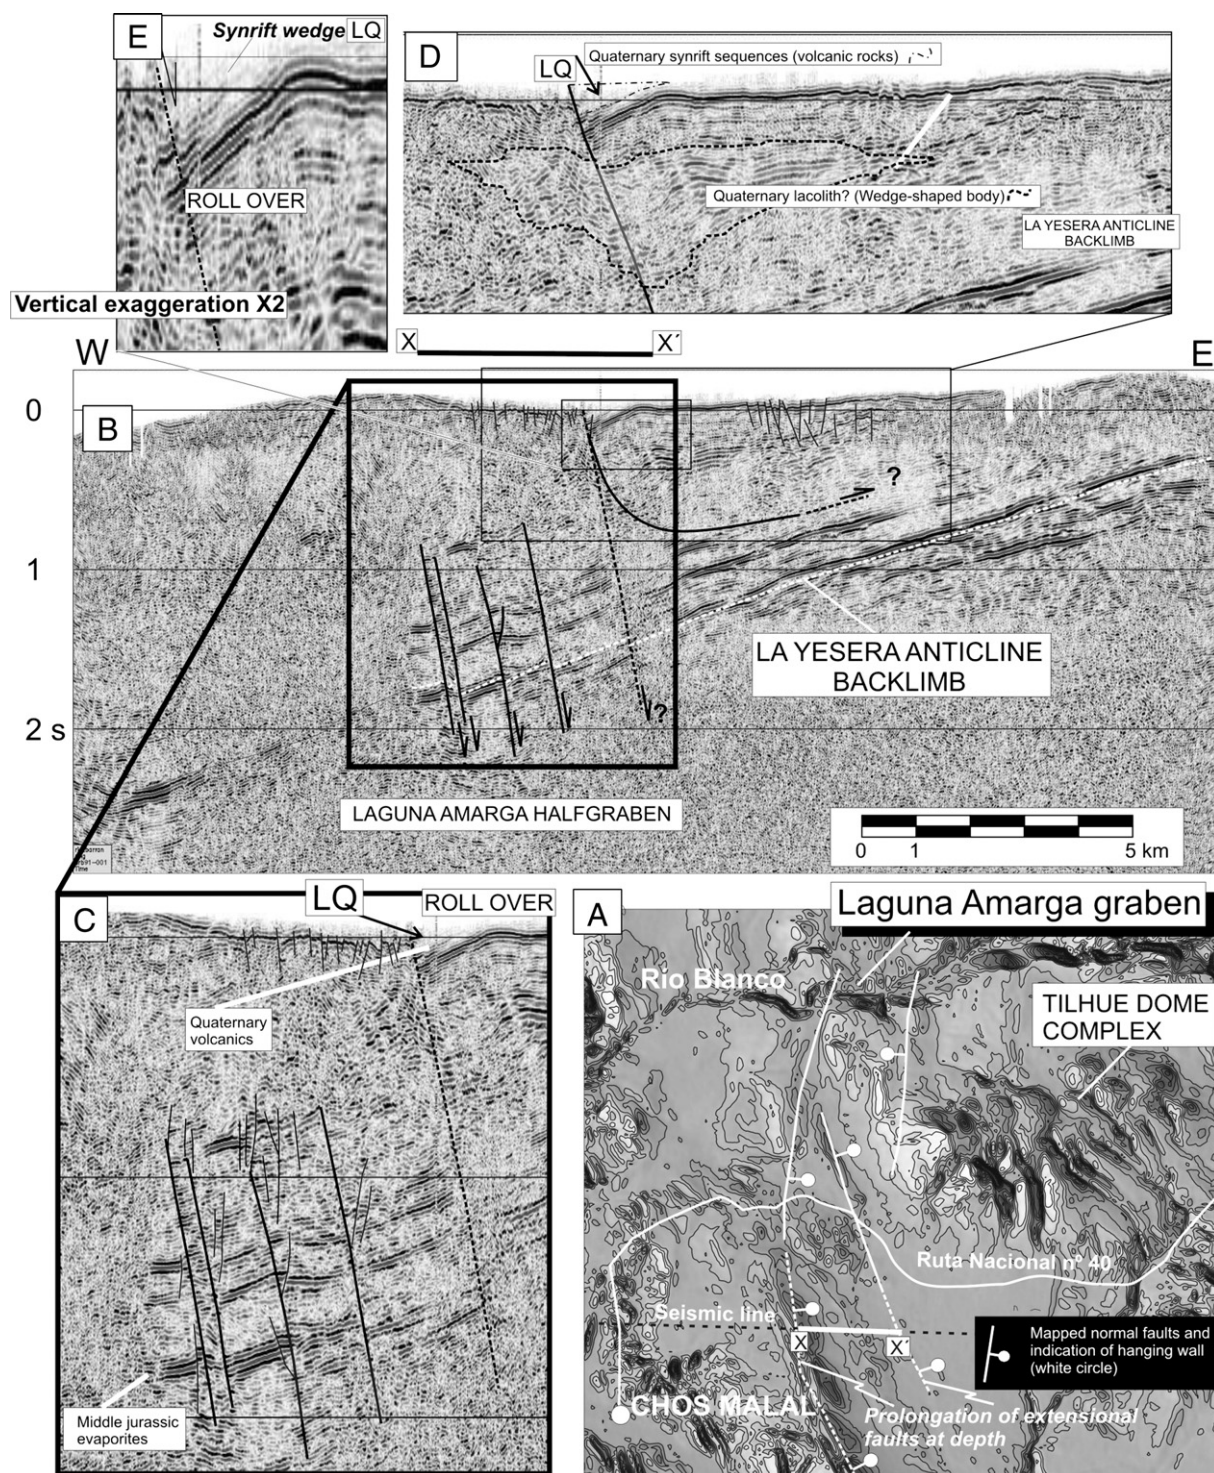 E
Synrift wedge LQ
ROLL OVER
Vertical exaggeration X2
D
Quaternary synrift sequences (volcanic rocks)
LQ
Quaternary lacolith? (Wedge-shaped body)
LA YESERA ANTICLINE
BACKLIMB
X X´
W E
0
B
?
1
LA YESERA ANTICLINE
BACKLIMB
?
2 s
LAGUNA AMARGA HALFGRABEN
0 1 5 km
C
LQ
ROLL OVER
Quaternary
volcanics
Middle jurassic
evaporites
A
Laguna Amarga graben
Rio Blanco
TILHUE DOME
COMPLEX
Ruta Nacional nº 40
Seismic line
X X´
Mapped normal faults and
indication of hanging wall
(white circle)
CHOS MALAL
Prolongation of extensional
faults at depth